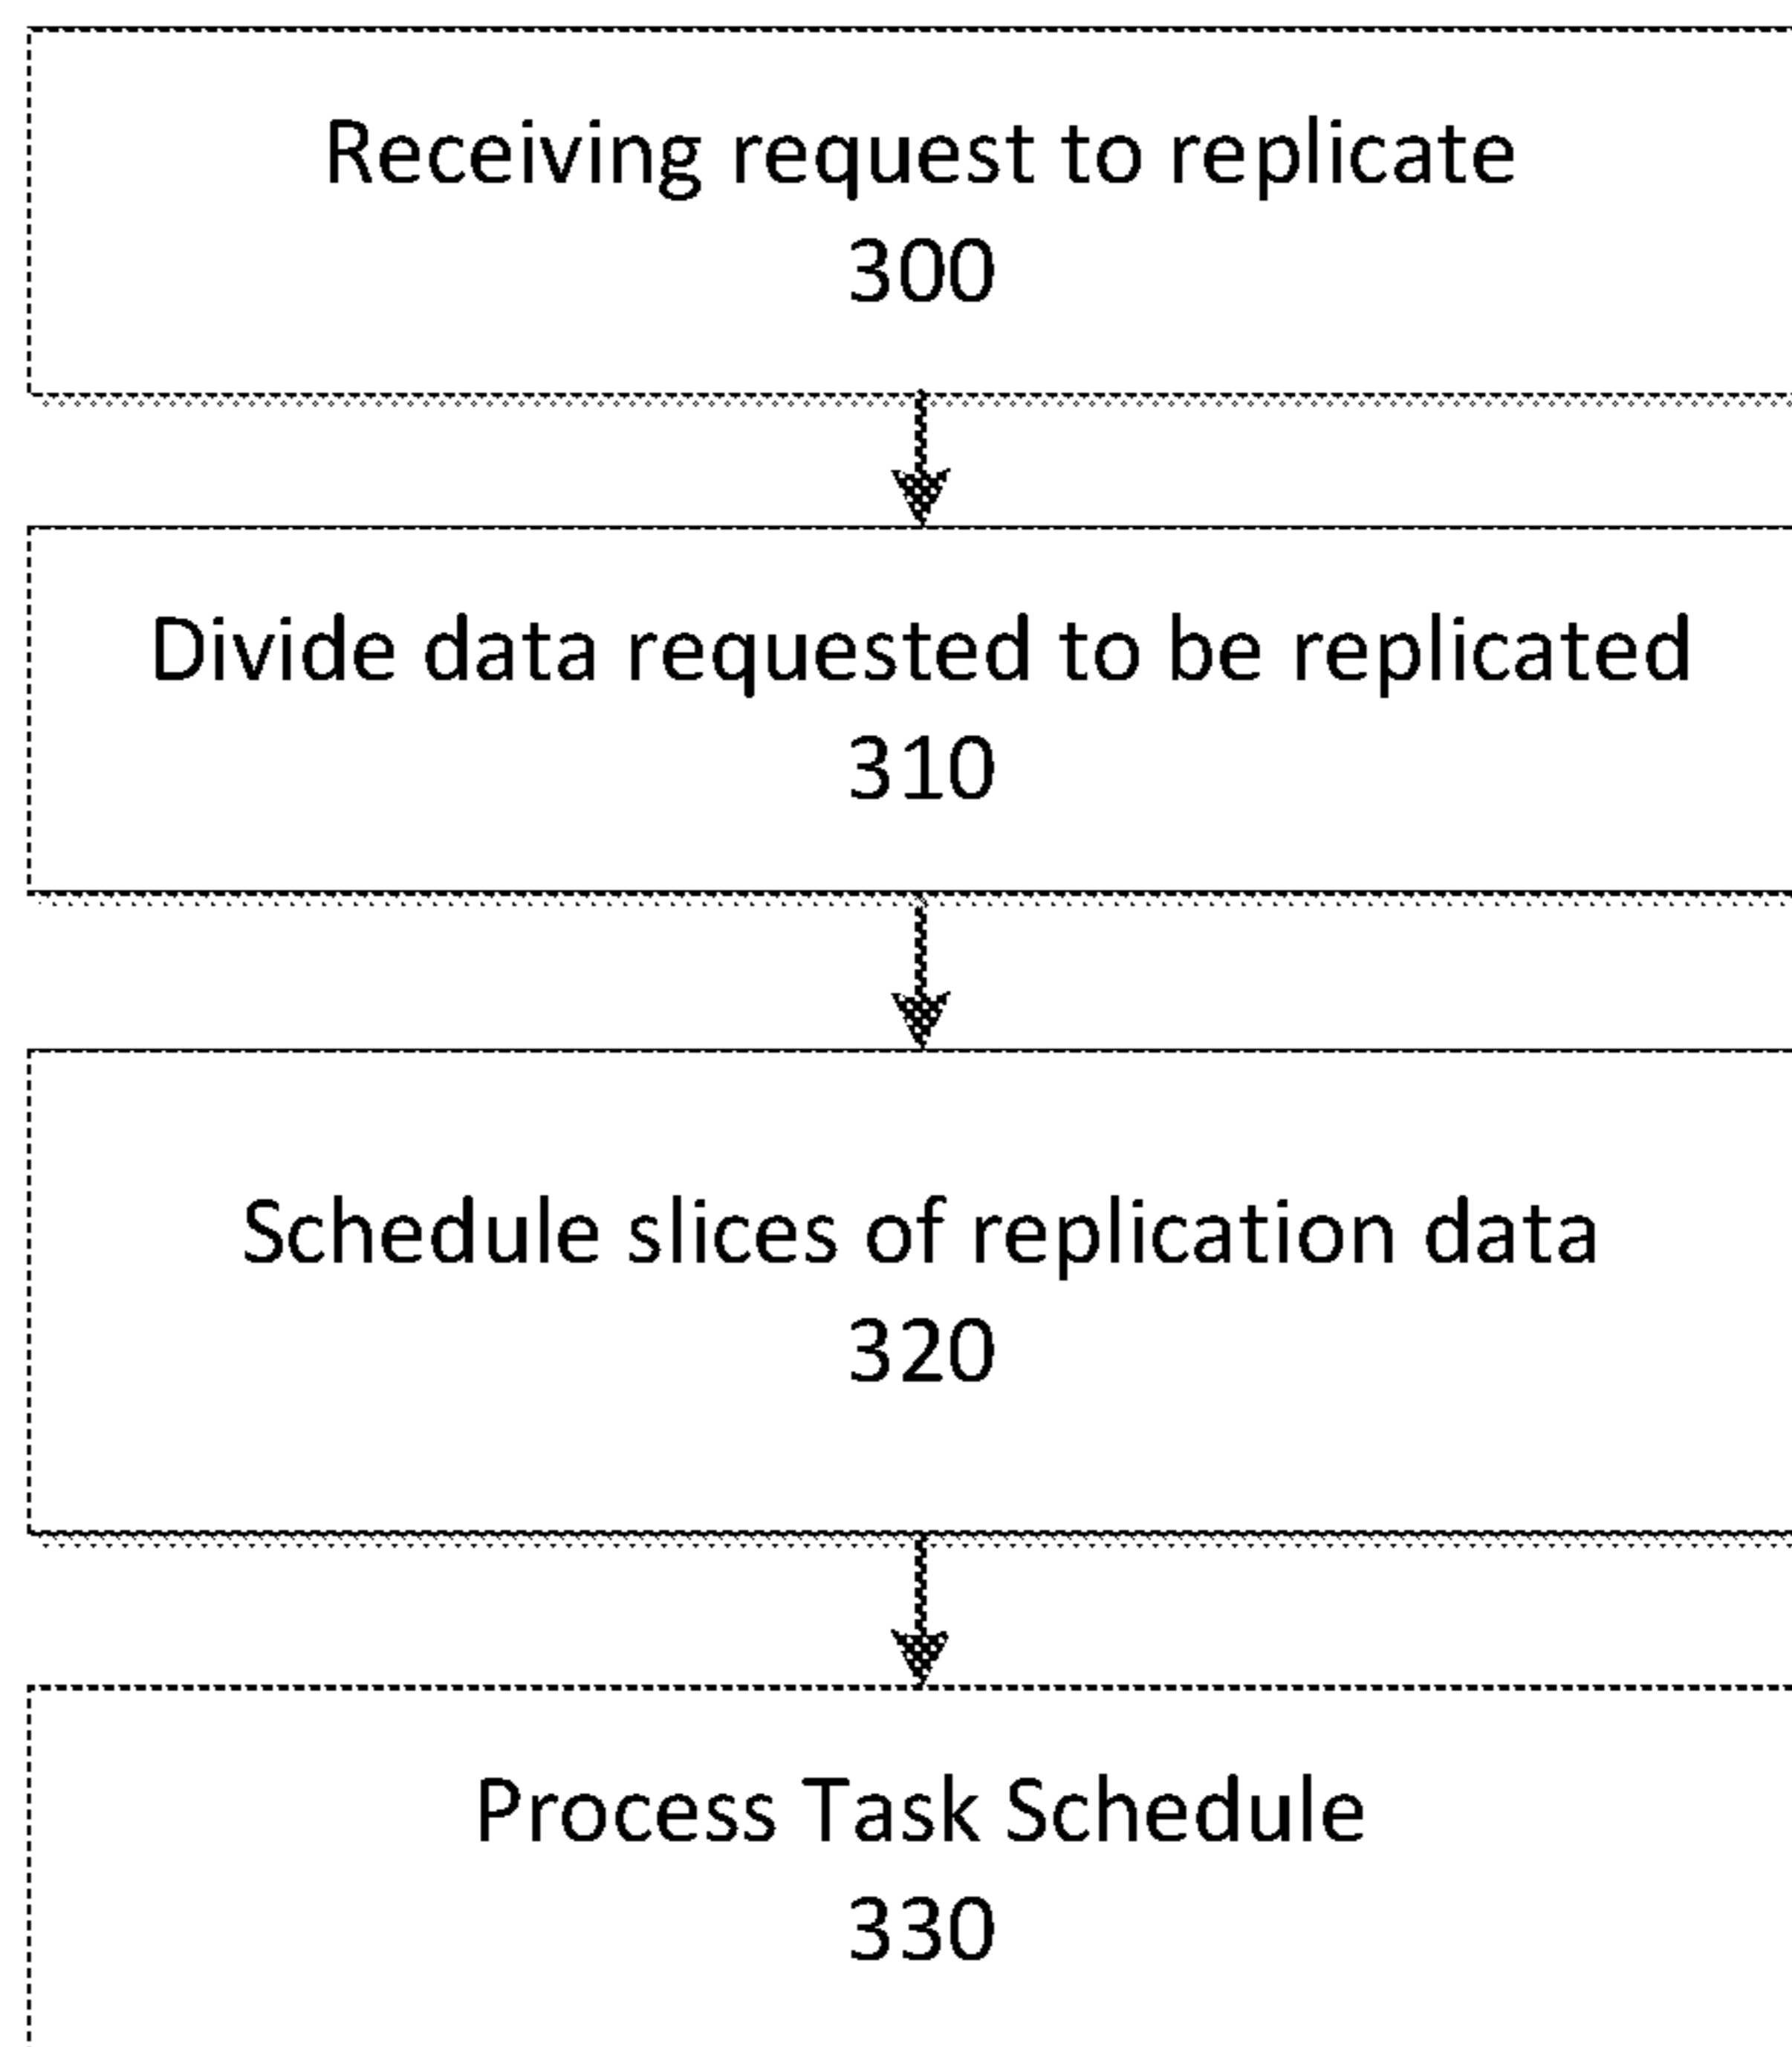 Receiving request to replicate
300
Divide data requested to be replicated
310
Schedule slices of replication data
320
Process Task Schedule
330